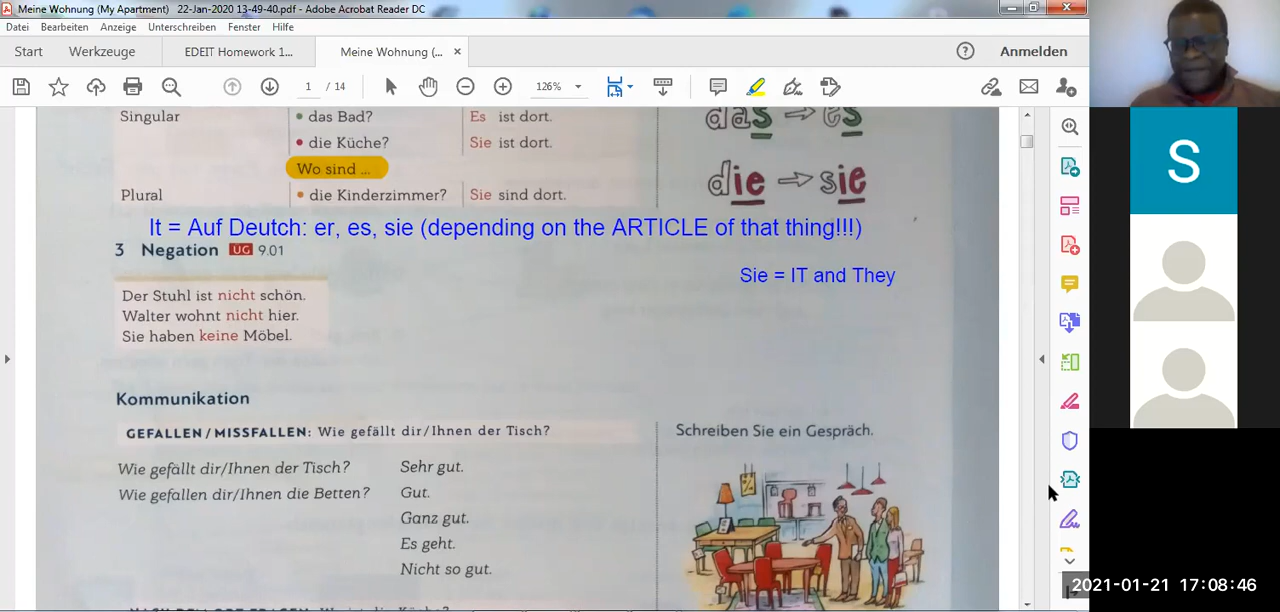 Meine Wohnung (My Apartment) 22-Jan-2020 13-49-40.pdf - Adobe Acrobat Reader DC
Datei Bearbeiten Anzeige Unterschreiben Fenster Hilfe
Start Werkzeuge EDEIT Homework 1... Meine Wohnung (... × Anmelden
1 / 14 126%
Singular • das Bad? Es ist dort. das ⇨ es
• die Küche? Sie ist dort.
Wo sind ... die ⇨ sie
Plural • die Kinderzimmer? Sie sind dort.
It = Auf Deutch: er, es, sie (depending on the ARTICLE of that thing!!!)
3 Negation UG 9.01
Sie = IT and They
Der Stuhl ist nicht schön.
Walter wohnt nicht hier.
Sie haben keine Möbel.
Kommunikation
GEFALLEN/MISSFALLEN: Wie gefällt dir/Ihnen der Tisch? Schreiben Sie ein Gespräch.
Wie gefällt dir/Ihnen der Tisch? Sehr gut.
Wie gefallen dir/Ihnen die Betten? Gut.
Ganz gut.
Es geht.
Nicht so gut.
S
2021-01-21 17:08:46